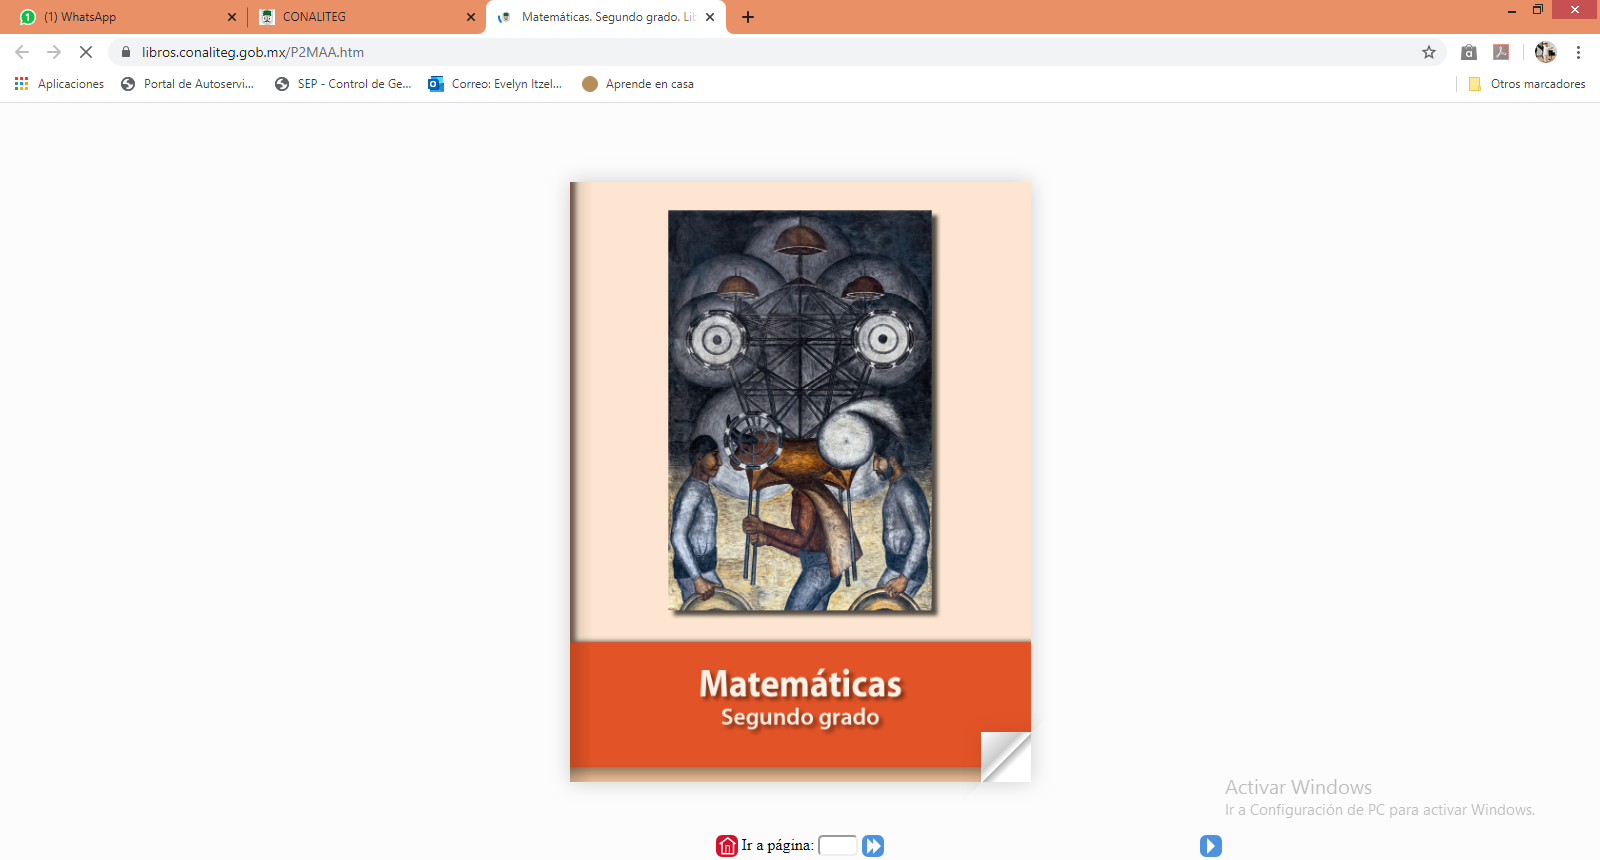 (1) WhatsApp
CONALITEG
Matemáticas. Segundo grado. Lib
libros.conaliteg.gob.mx/P2MAA.htm
Aplicaciones
Portal de Autoservi...
SEP - Control de Ge...
Correo: Evelyn Itzel...
Aprende en casa
Otros marcadores
Matemáticas
Segundo grado
Activar Windows
Ir a Configuración de PC para activar Windows.
Ir a página: